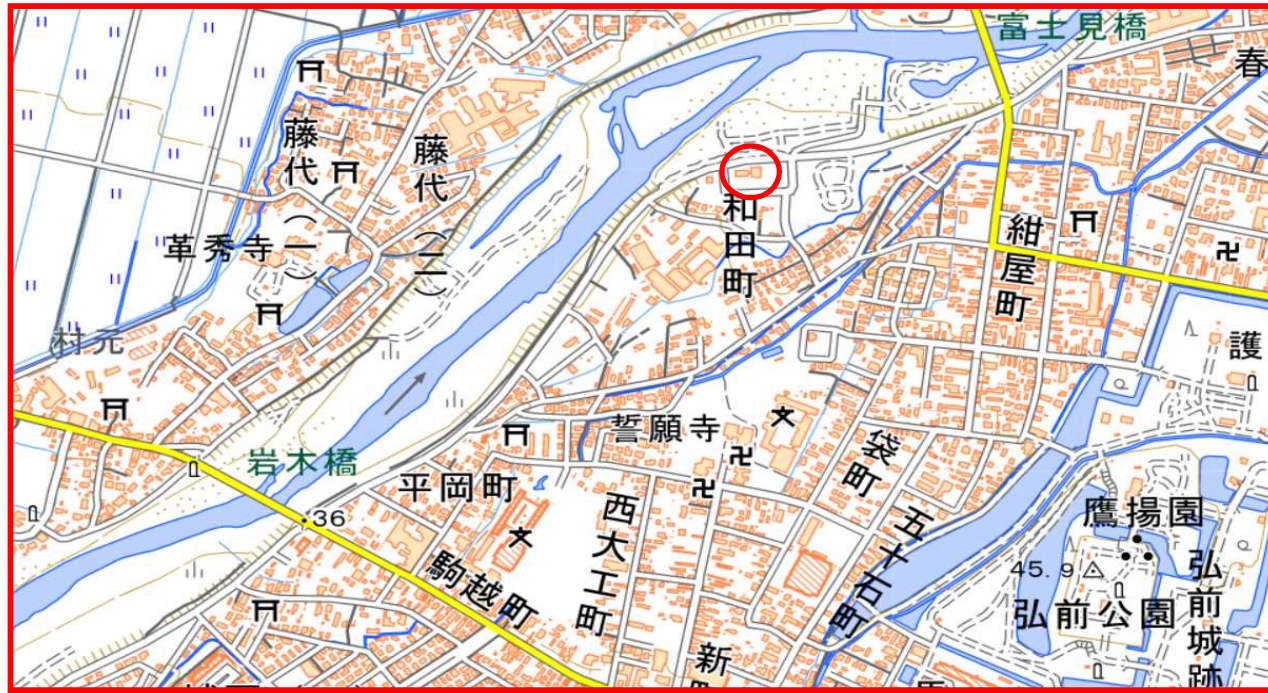 富士見橋
春
藤代(一)
藤代(二)
和田町
革秀寺
紺屋町
村元
護
誓願寺
袋町
岩木橋
平岡町
36
西大工町
五十石町
鷹揚園
駒越町
45.9
弘前公園
弘前城跡
新